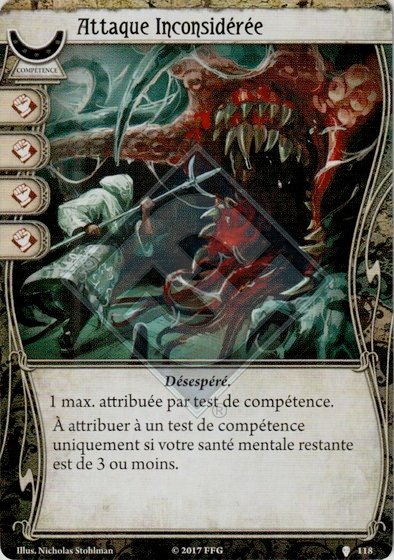 Attaque Inconsidérée
COMPÉTENCE
Désespéré.
1 max. attribuée par test de compétence.
À attribuer à un test de compétence
uniquement si votre santé mentale restante
est de 3 ou moins.
®
Illus. Nicholas Stohlman © 2017 FFG 118